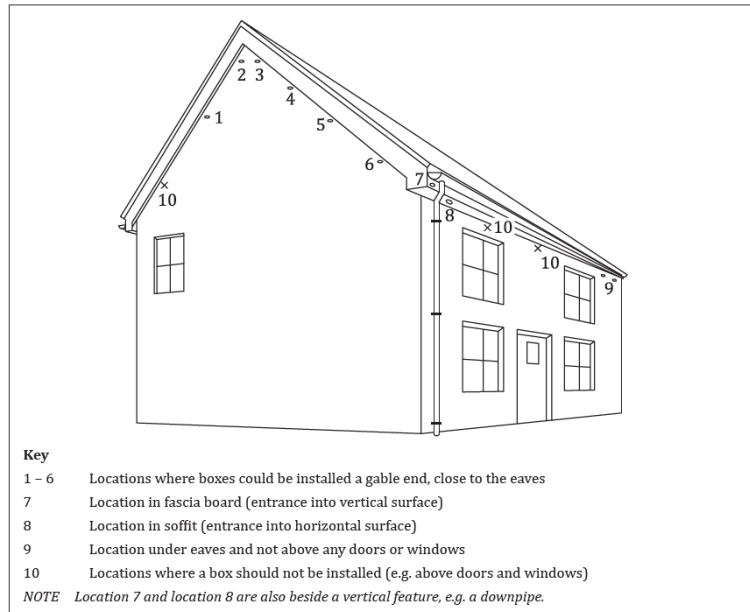 2 3
4
1
5
6
7
10
8
10
10
9
Key
1 – 6 Locations where boxes could be installed a gable end, close to the eaves
7 Location in fascia board (entrance into vertical surface)
8 Location in soffit (entrance into horizontal surface)
9 Location under eaves and not above any doors or windows
10 Locations where a box should not be installed (e.g. above doors and windows)
NOTE Location 7 and location 8 are also beside a vertical feature, e.g. a downpipe.